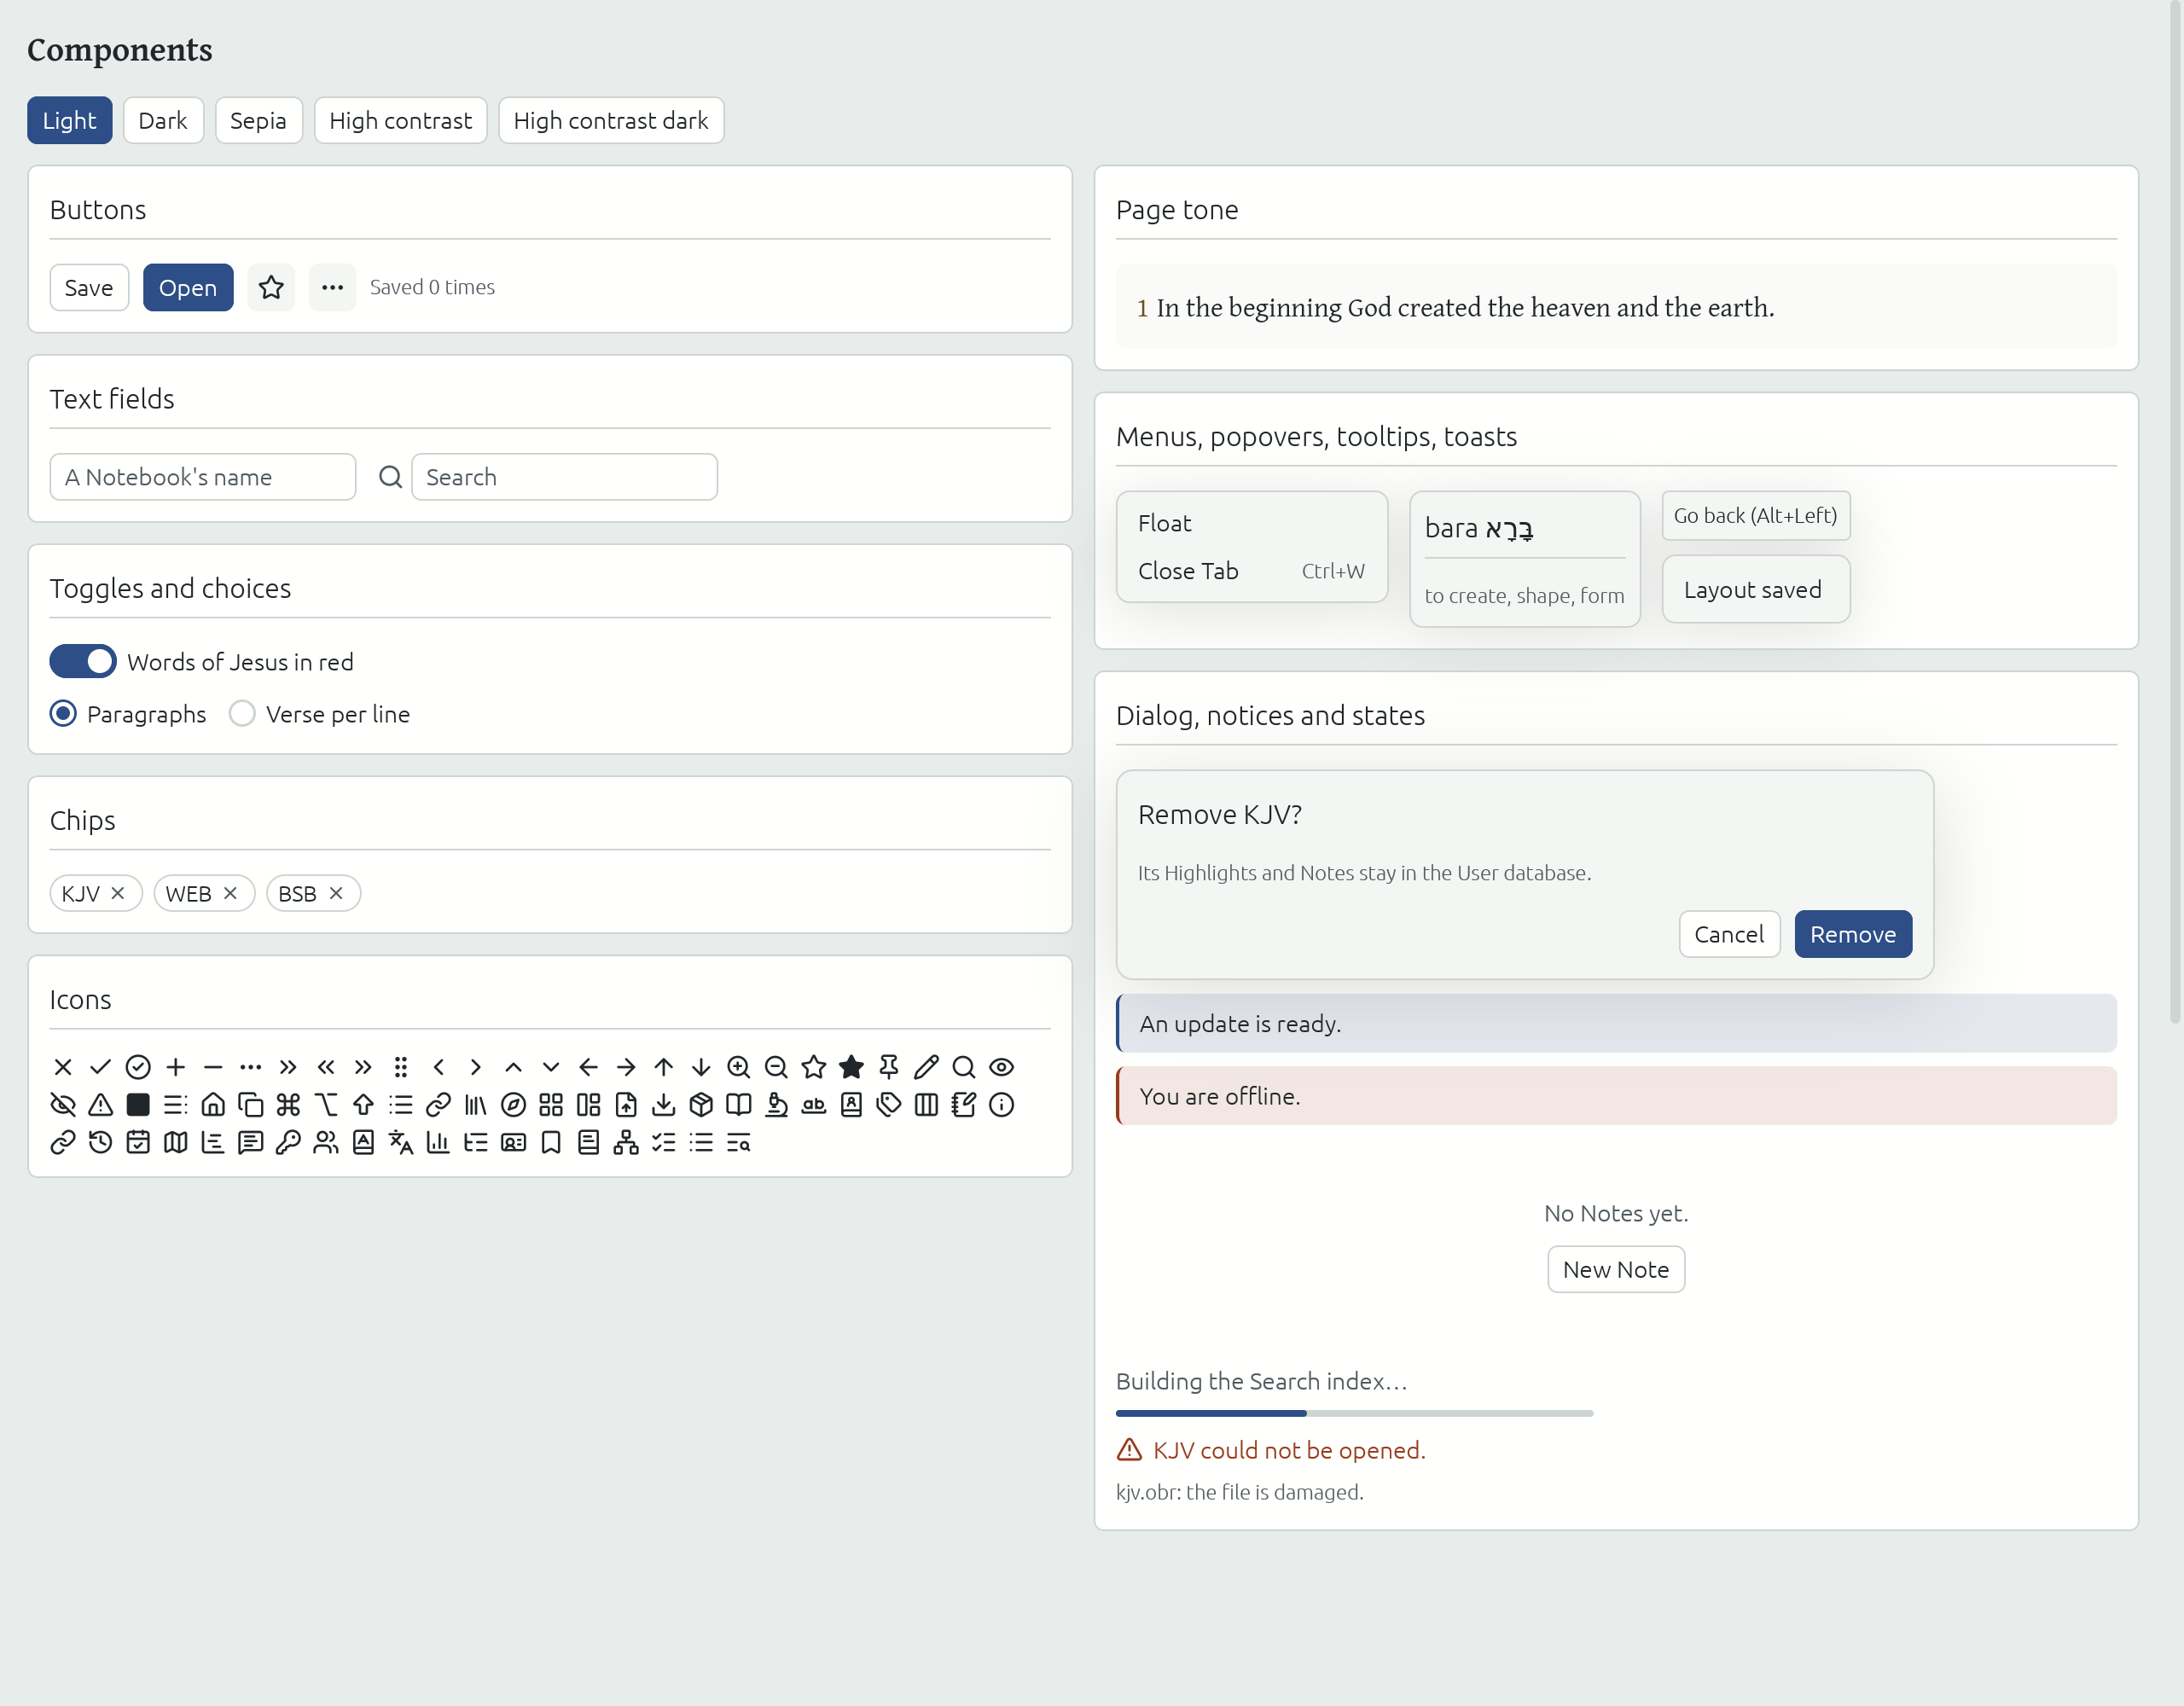 Components
Light Dark Sepia High contrast High contrast dark
Buttons
Save Open Saved 0 times
Text fields
A Notebook's name Search
Toggles and choices
Words of Jesus in red
Paragraphs Verse per line
Chips
KJV WEB BSB
Icons
Page tone
1 In the beginning God created the heaven and the earth.
Menus, popovers, tooltips, toasts
Float
Close Tab Ctrl+W
bara בָּרָא
to create, shape, form
Go back (Alt+Left)
Layout saved
Dialog, notices and states
Remove KJV?
Its Highlights and Notes stay in the User database.
Cancel Remove
An update is ready.
You are offline.
No Notes yet.
New Note
Building the Search index…
KJV could not be opened.
kjv.obr: the file is damaged.